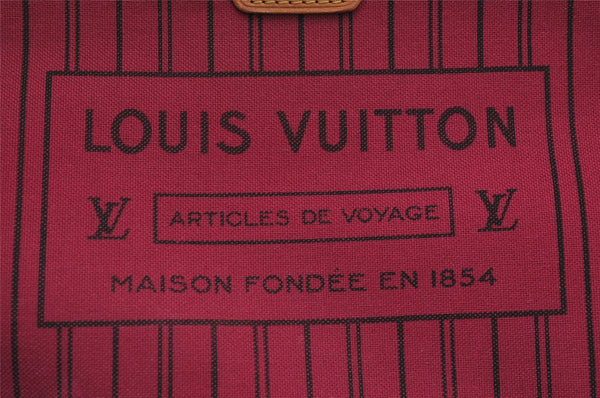 LOUIS VUITTON
LV ARTICLES DE VOYAGE LV
MAISON FONDÉE EN 1854